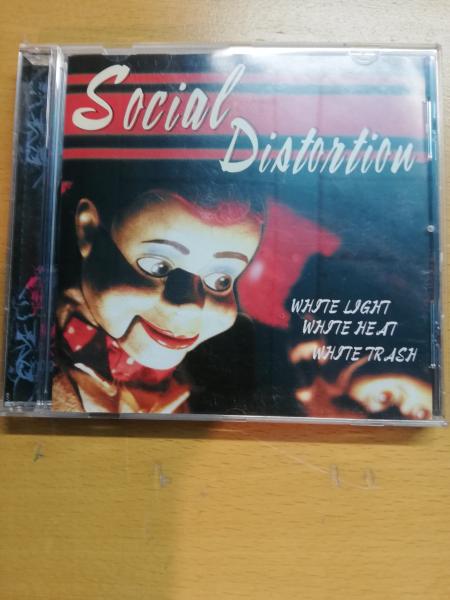 Social
Distortion
WHITE LIGHT
WHITE HEAT
WHITE TRASH